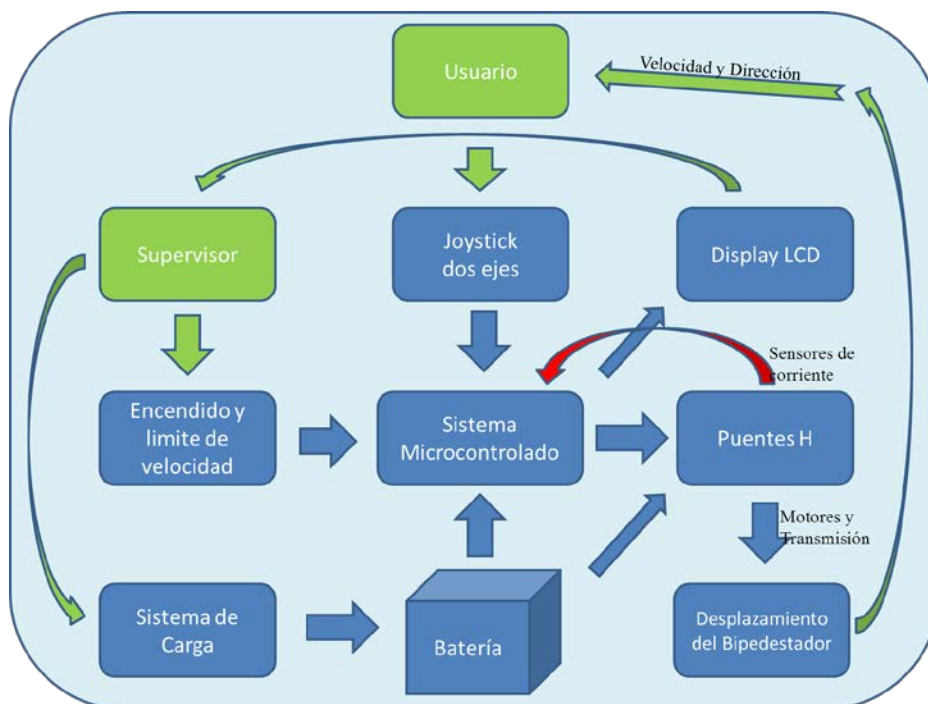 Usuario
Velocidad y Dirección
Supervisor
Joystick
dos ejes
Display LCD
Sensores de
corriente
Encendido y
limite de
velocidad
Sistema
Microcontrolado
Puentes H
Motores y
Transmisión
Sistema de
Carga
Batería
Desplazamiento
del Bipedestador